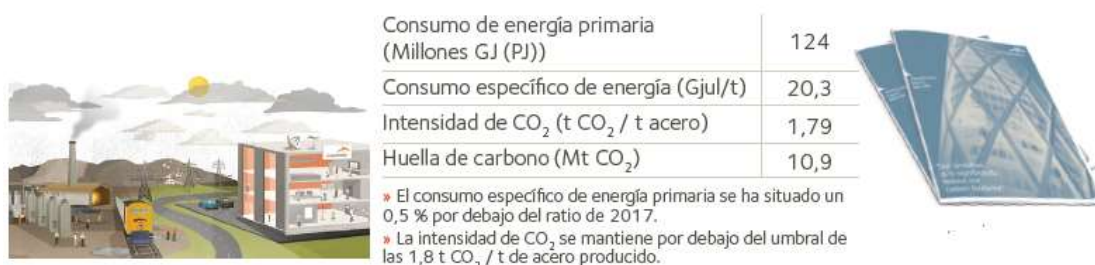 Consumo de energía primaria
(Millones GJ (PJ))
124
Consumo específico de energía (Gjul/t)
20,3
Intensidad de CO₂ (t CO₂ / t acero)
1,79
Huella de carbono (Mt CO₂)
10,9
» El consumo específico de energía primaria se ha situado un
0,5 % por debajo del ratio de 2017.
» La intensidad de CO₂ se mantiene por debajo del umbral de
las 1,8 t CO₂ / t de acero producido.